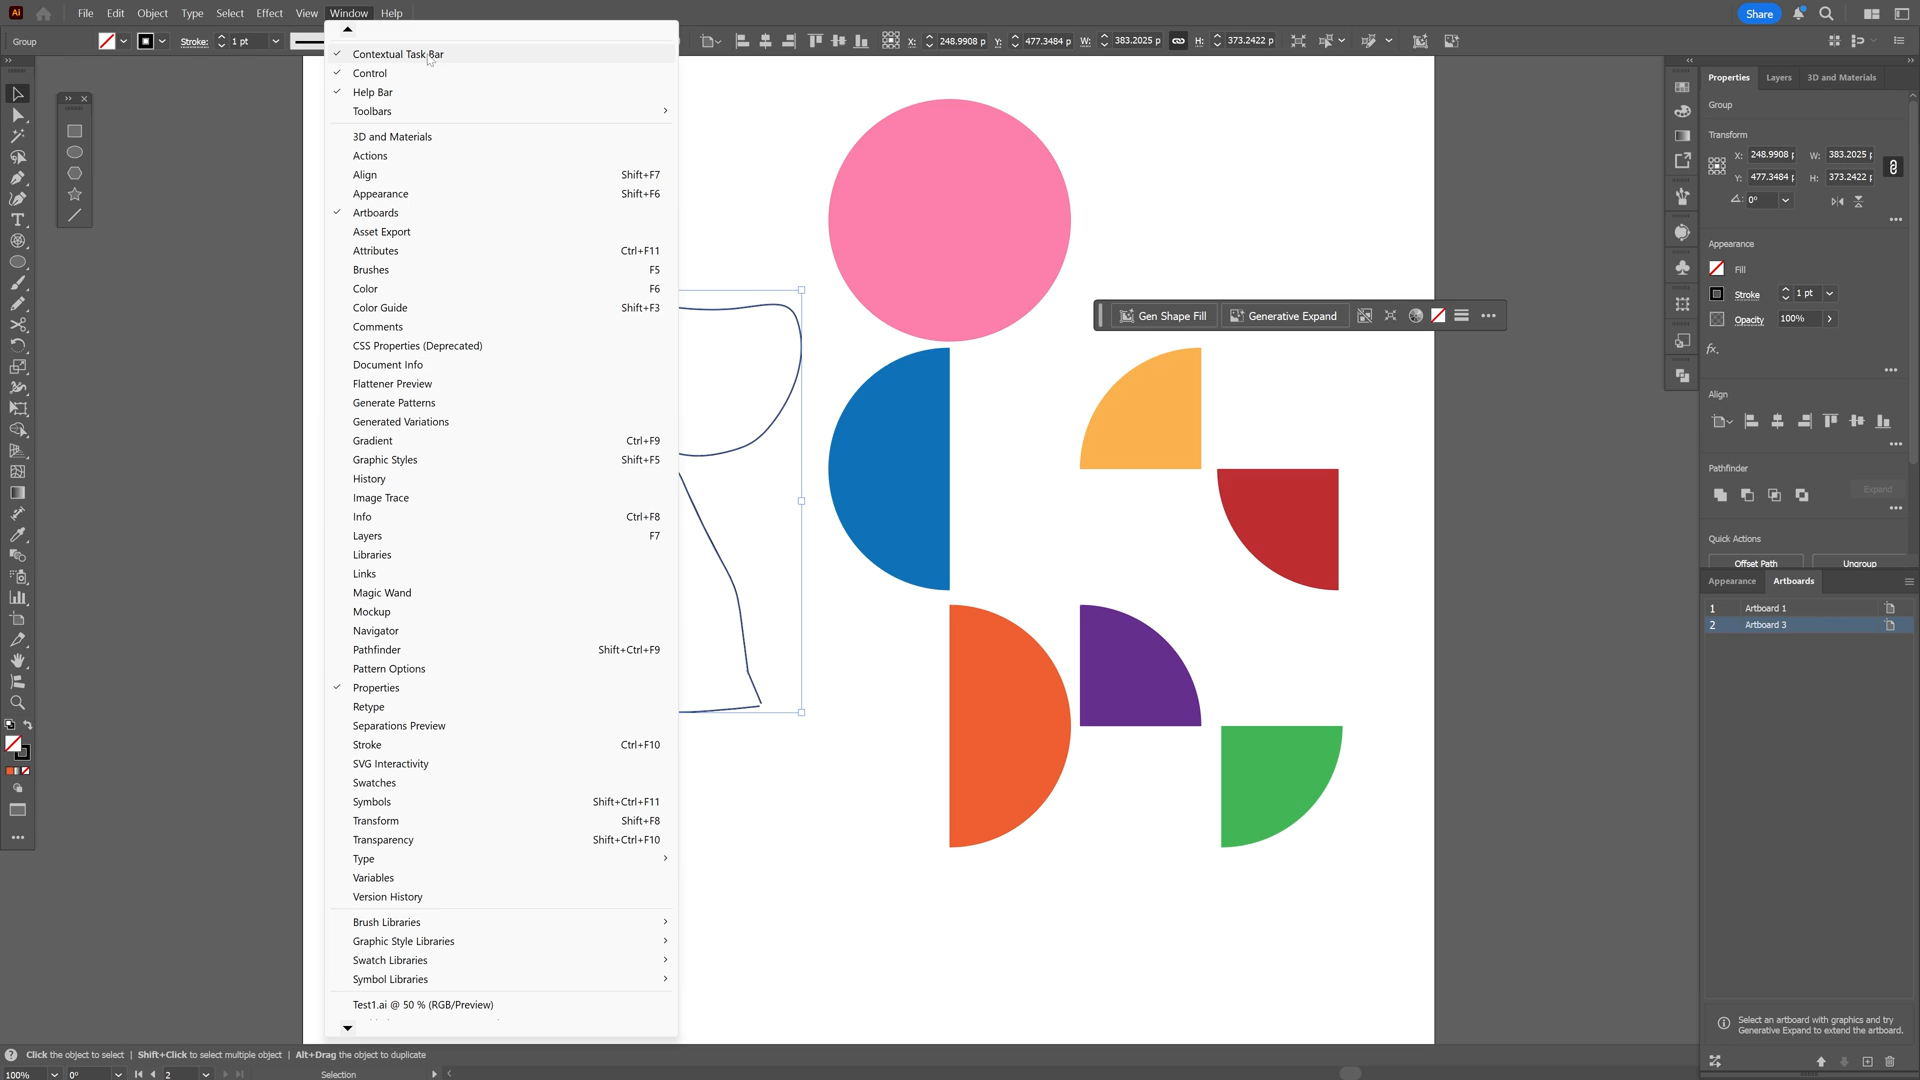 Ai File Edit Object Type Select Effect View Window Help Share
Group Stroke: 1 pt X: 248.9908 p Y: 477.3484 p W: 383.2025 p H: 373.2422 p
Contextual Task Bar
Control
Help Bar
Toolbars
3D and Materials
Actions
Align Shift+F7
Appearance Shift+F6
Artboards
Asset Export
Attributes Ctrl+F11
Brushes F5
Color F6
Color Guide Shift+F3
Comments
CSS Properties (Deprecated)
Document Info
Flattener Preview
Generate Patterns
Generated Variations
Gradient Ctrl+F9
Graphic Styles Shift+F5
History
Image Trace
Info Ctrl+F8
Layers F7
Libraries
Links
Magic Wand
Mockup
Navigator
Pathfinder Shift+Ctrl+F9
Pattern Options
Properties
Retype
Separations Preview
Stroke Ctrl+F10
SVG Interactivity
Swatches
Symbols Shift+Ctrl+F11
Transform Shift+F8
Transparency Shift+Ctrl+F10
Type
Variables
Version History
Brush Libraries
Graphic Style Libraries
Swatch Libraries
Symbol Libraries
Test1.ai @ 50 % (RGB/Preview)
Gen Shape Fill Generative Expand
Properties Layers 3D and Materials
Group
Transform
X: 248.9908 p W: 383.2025 p
Y: 477.3484 p H: 373.2422 p
0°
Appearance
Fill
Stroke 1 pt
Opacity 100%
fx.
Align
Pathfinder
Expand
Quick Actions
Offset Path Ungroup
Appearance Artboards
1 Artboard 1
2 Artboard 3
Select an artboard with graphics and try
Generative Expand to extend the artboard.
Click the object to select | Shift+Click to select multiple object | Alt+Drag the object to duplicate
100% 0° 2 Selection